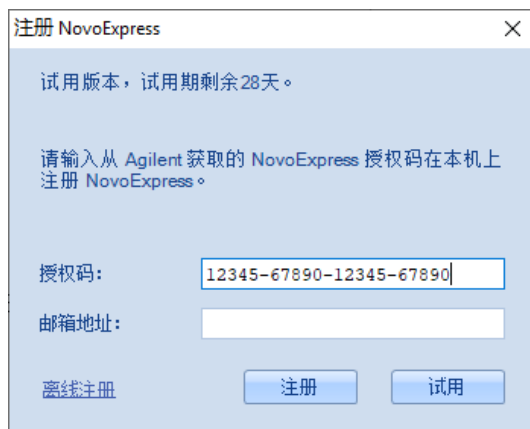 注册 NovoExpress
试用版本，试用期剩余28天。
请输入从 Agilent 获取的 NovoExpress 授权码在本机上
注册 NovoExpress。
授权码：
12345-67890-12345-67890
邮箱地址：
离线注册
注册
试用